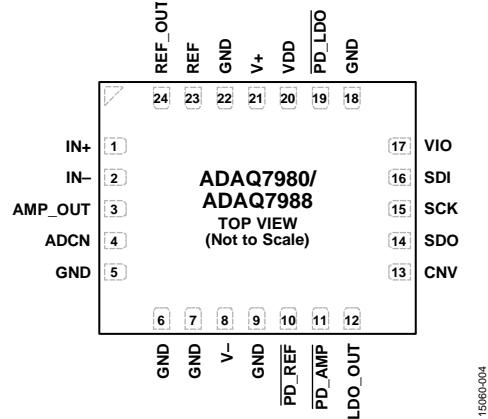 REF_OUT
REF
GND
V+
VDD
PD_LDO
GND
24 23 22 21 20 19 18
IN+ 1
IN– 2
AMP_OUT 3
ADCN 4
GND 5
ADAQ7980/
ADAQ7988
TOP VIEW
(Not to Scale)
17 VIO
16 SDI
15 SCK
14 SDO
13 CNV
6 7 8 9 10 11 12
GND
GND
V–
GND
PD_REF
PD_AMP
LDO_OUT
15060-004